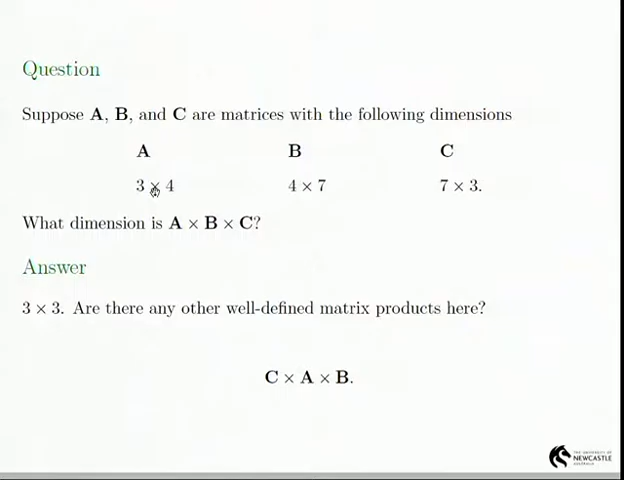 Question
Suppose A, B, and C are matrices with the following dimensions
A B C
3 × 4 4 × 7 7 × 3.
What dimension is A × B × C?
Answer
3 × 3. Are there any other well-defined matrix products here?
C × A × B.
THE UNIVERSITY OF
NEWCASTLE
AUSTRALIA